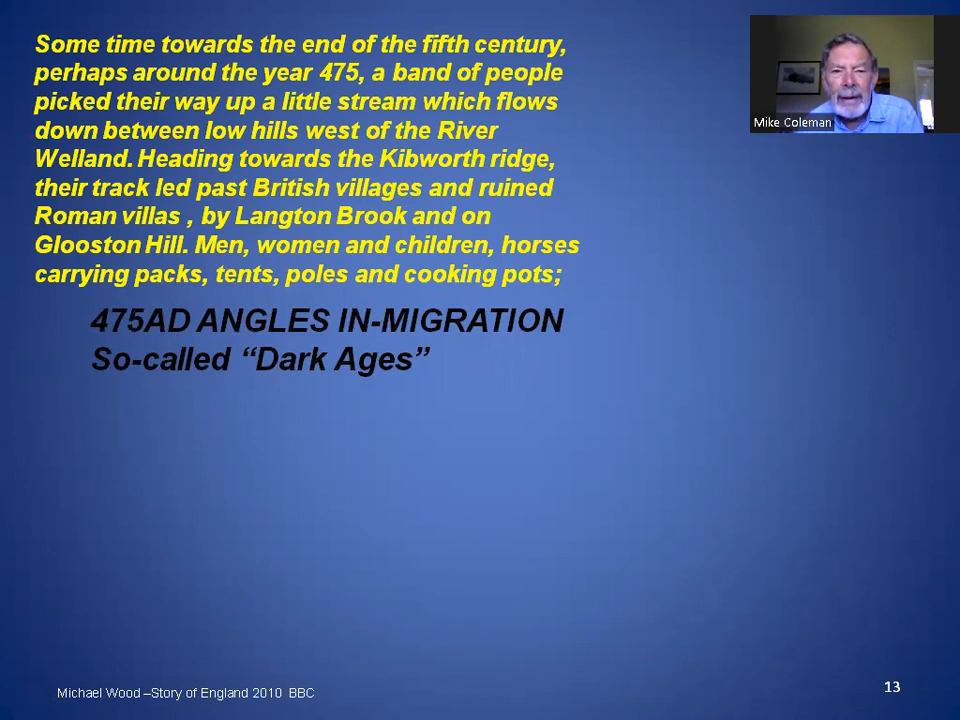 Some time towards the end of the fifth century,
perhaps around the year 475, a band of people
picked their way up a little stream which flows
down between low hills west of the River
Welland. Heading towards the Kibworth ridge,
their track led past British villages and ruined
Roman villas , by Langton Brook and on
Glooston Hill. Men, women and children, horses
carrying packs, tents, poles and cooking pots;
475AD ANGLES IN-MIGRATION
So-called “Dark Ages”
Mike Coleman
Michael Wood –Story of England 2010 BBC
13